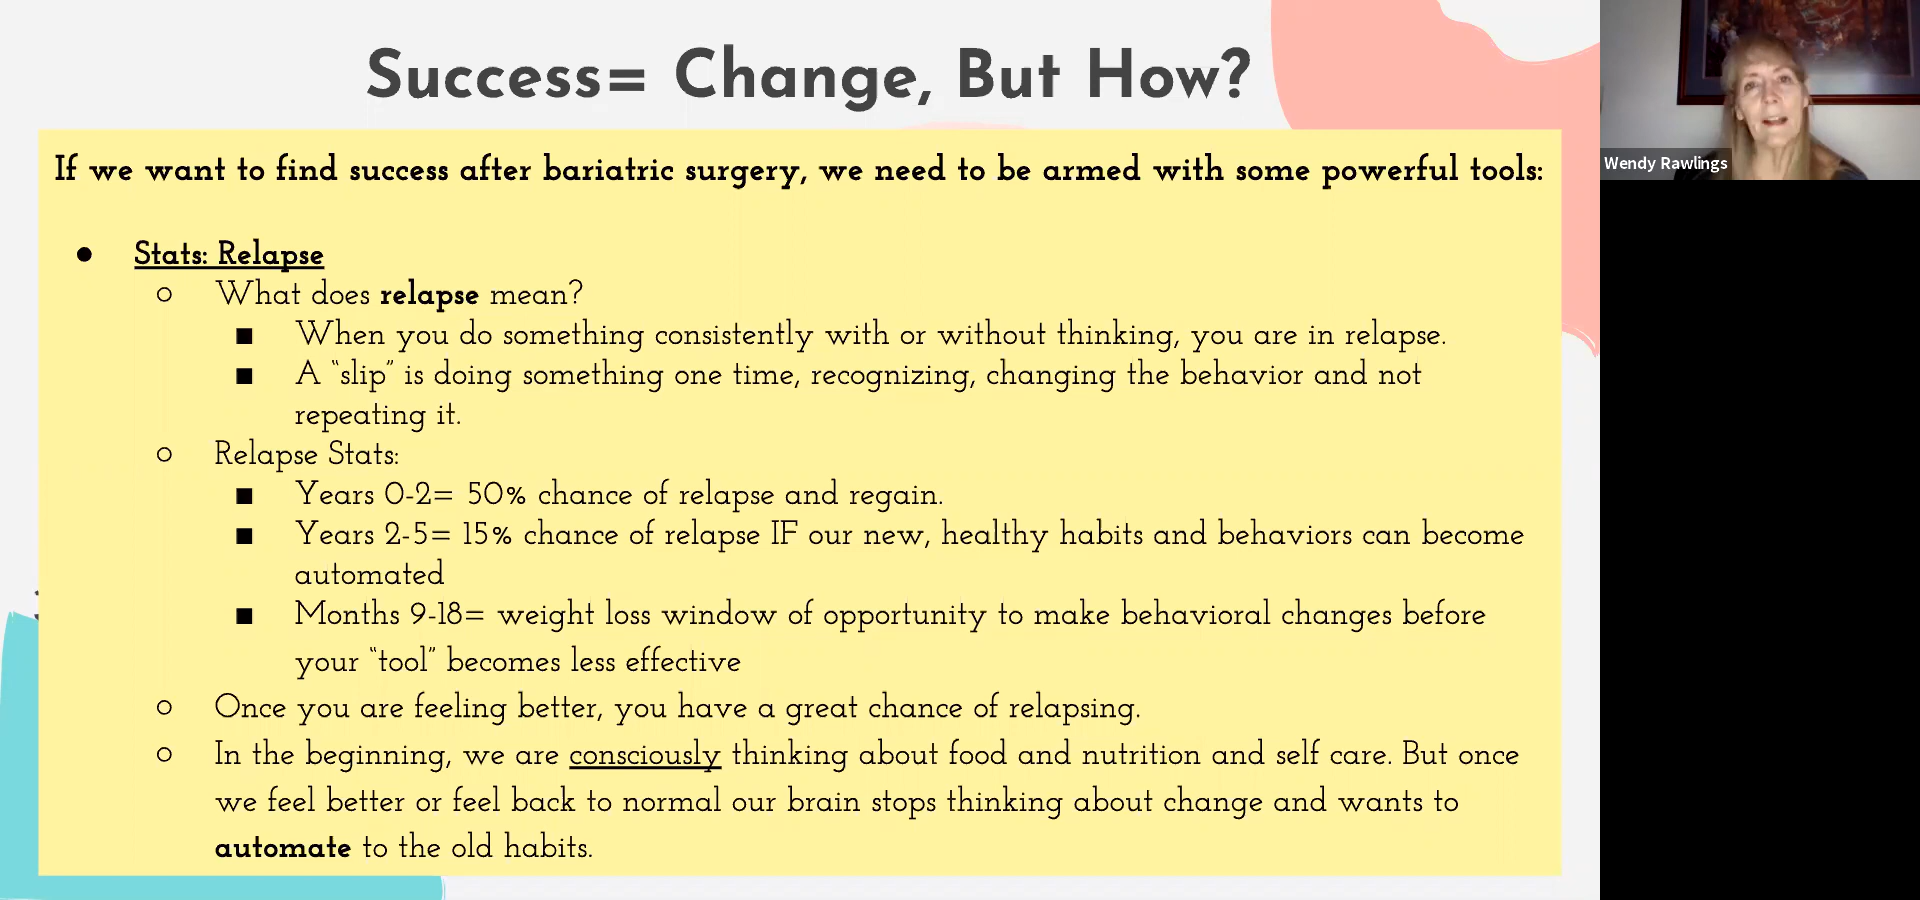 Success= Change, But How?
If we want to find success after bariatric surgery, we need to be armed with some powerful tools:
● Stats: Relapse
○ What does relapse mean?
■ When you do something consistently with or without thinking, you are in relapse.
■ A “slip” is doing something one time, recognizing, changing the behavior and not
repeating it.
○ Relapse Stats:
■ Years 0-2= 50% chance of relapse and regain.
■ Years 2-5= 15% chance of relapse IF our new, healthy habits and behaviors can become
automated
■ Months 9-18= weight loss window of opportunity to make behavioral changes before
your “tool” becomes less effective
○ Once you are feeling better, you have a great chance of relapsing.
○ In the beginning, we are consciously thinking about food and nutrition and self care. But once
we feel better or feel back to normal our brain stops thinking about change and wants to
automate to the old habits.
Wendy Rawlings